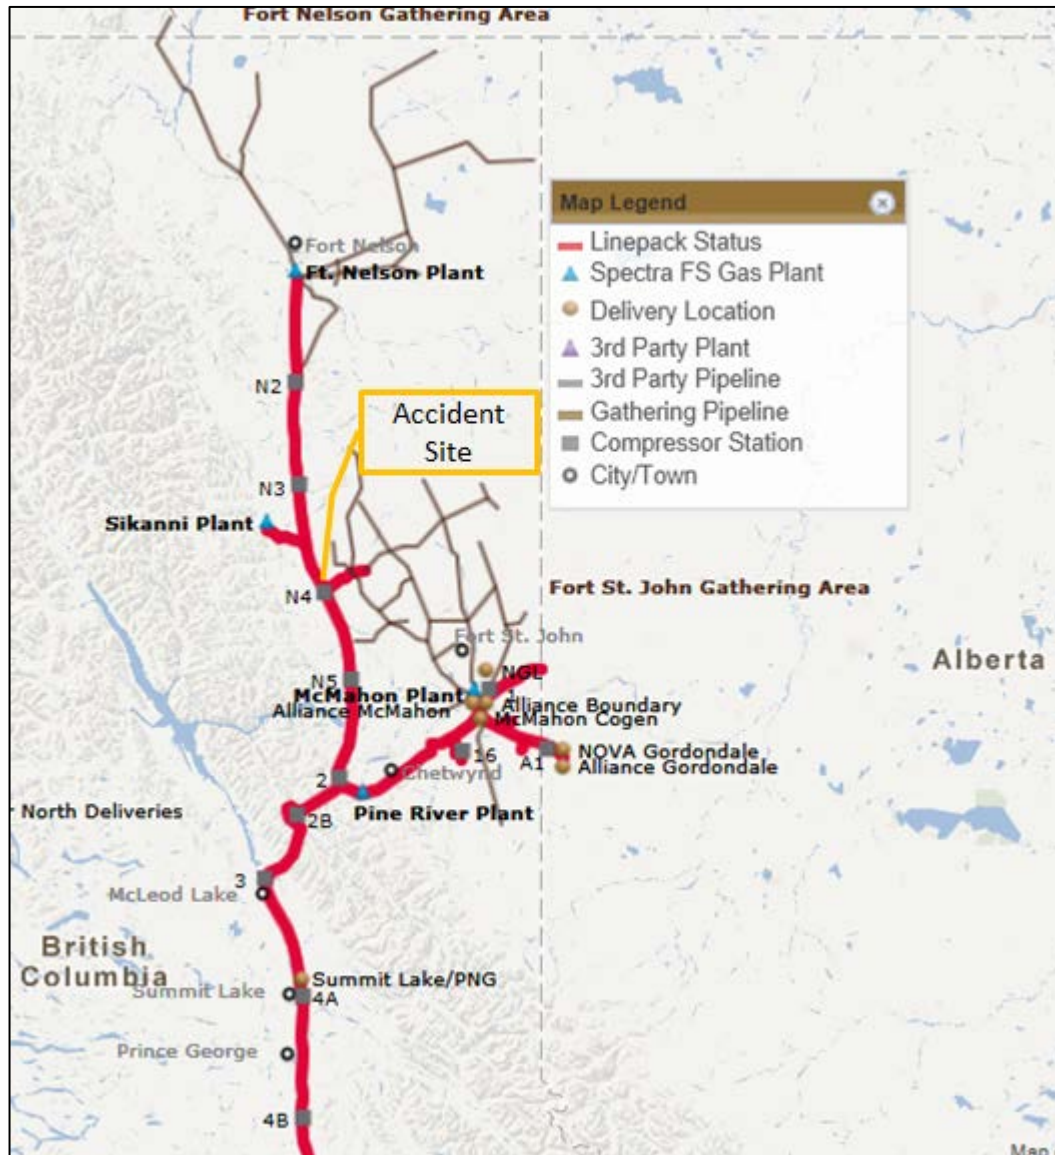 Fort Nelson Gathering Area
Map Legend
Linepack Status
Spectra FS Gas Plant
Delivery Location
3rd Party Plant
3rd Party Pipeline
Gathering Pipeline
Compressor Station
City/Town
Fort Nelson
Ft. Nelson Plant
N2
Accident
Site
N3
Sikanni Plant
N4
Fort St. John Gathering Area
Fort St. John
Alberta
N5
NGL
McMahon Plant
1
Alliance McMahon
Alliance Boundary
McMahon Cogen
16
A1
NOVA Gordondale
Alliance Gordondale
2
Chetwynd
North Deliveries
2B
Pine River Plant
3
McLeod Lake
British
Columbia
Summit Lake/PNG
Summit Lake
4A
Prince George
4B
Map